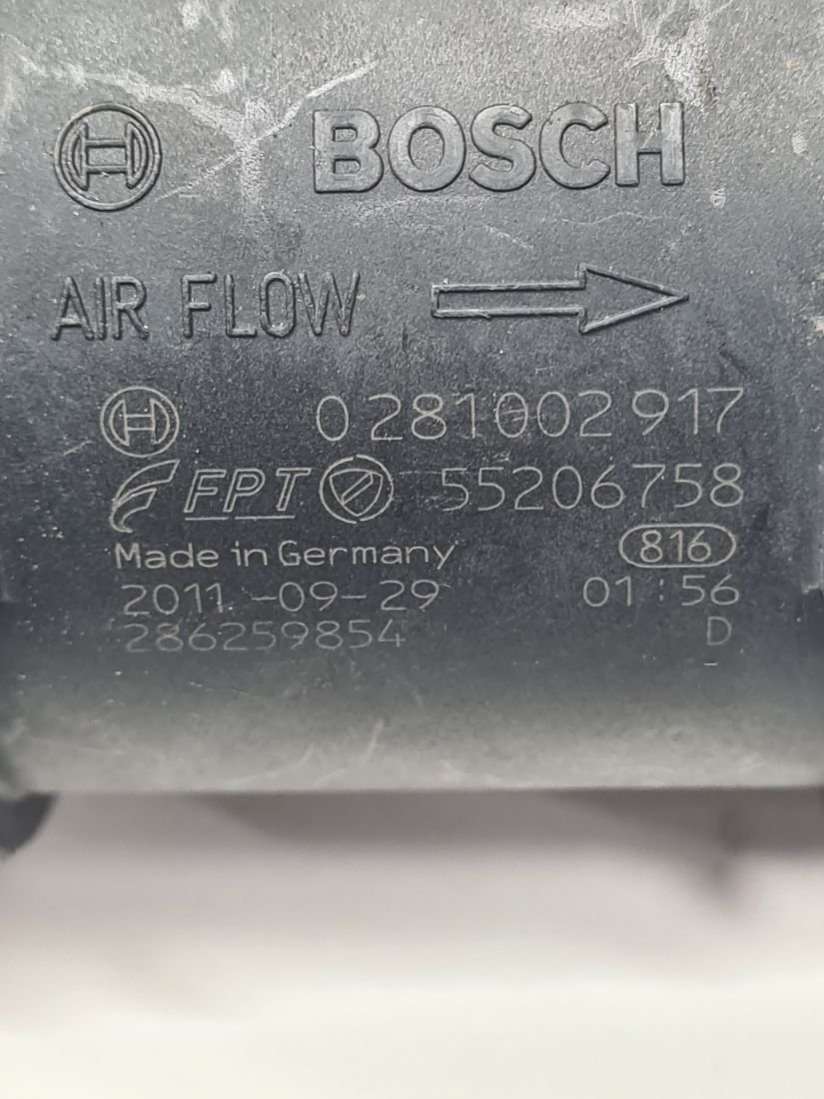 BOSCH
AIR FLOW
0 281 002 917
FPT 55206758
Made in Germany 816
2011-09-29 01:56
286259854 D